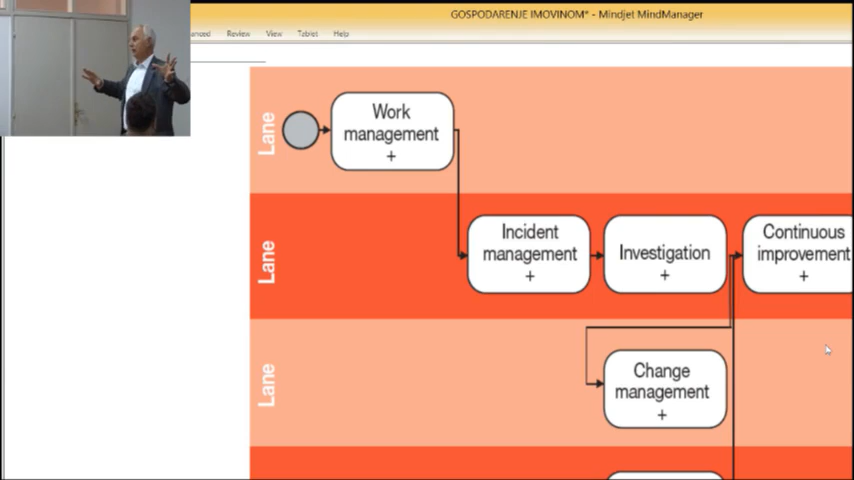 GOSPODARENJE IMOVINOM* - Mindjet MindManager
Review View Tablet Help
Lane
Work
management
+
Lane
Incident
management
+
Investigation
+
Continuous
improvement
+
Lane
Change
management
+